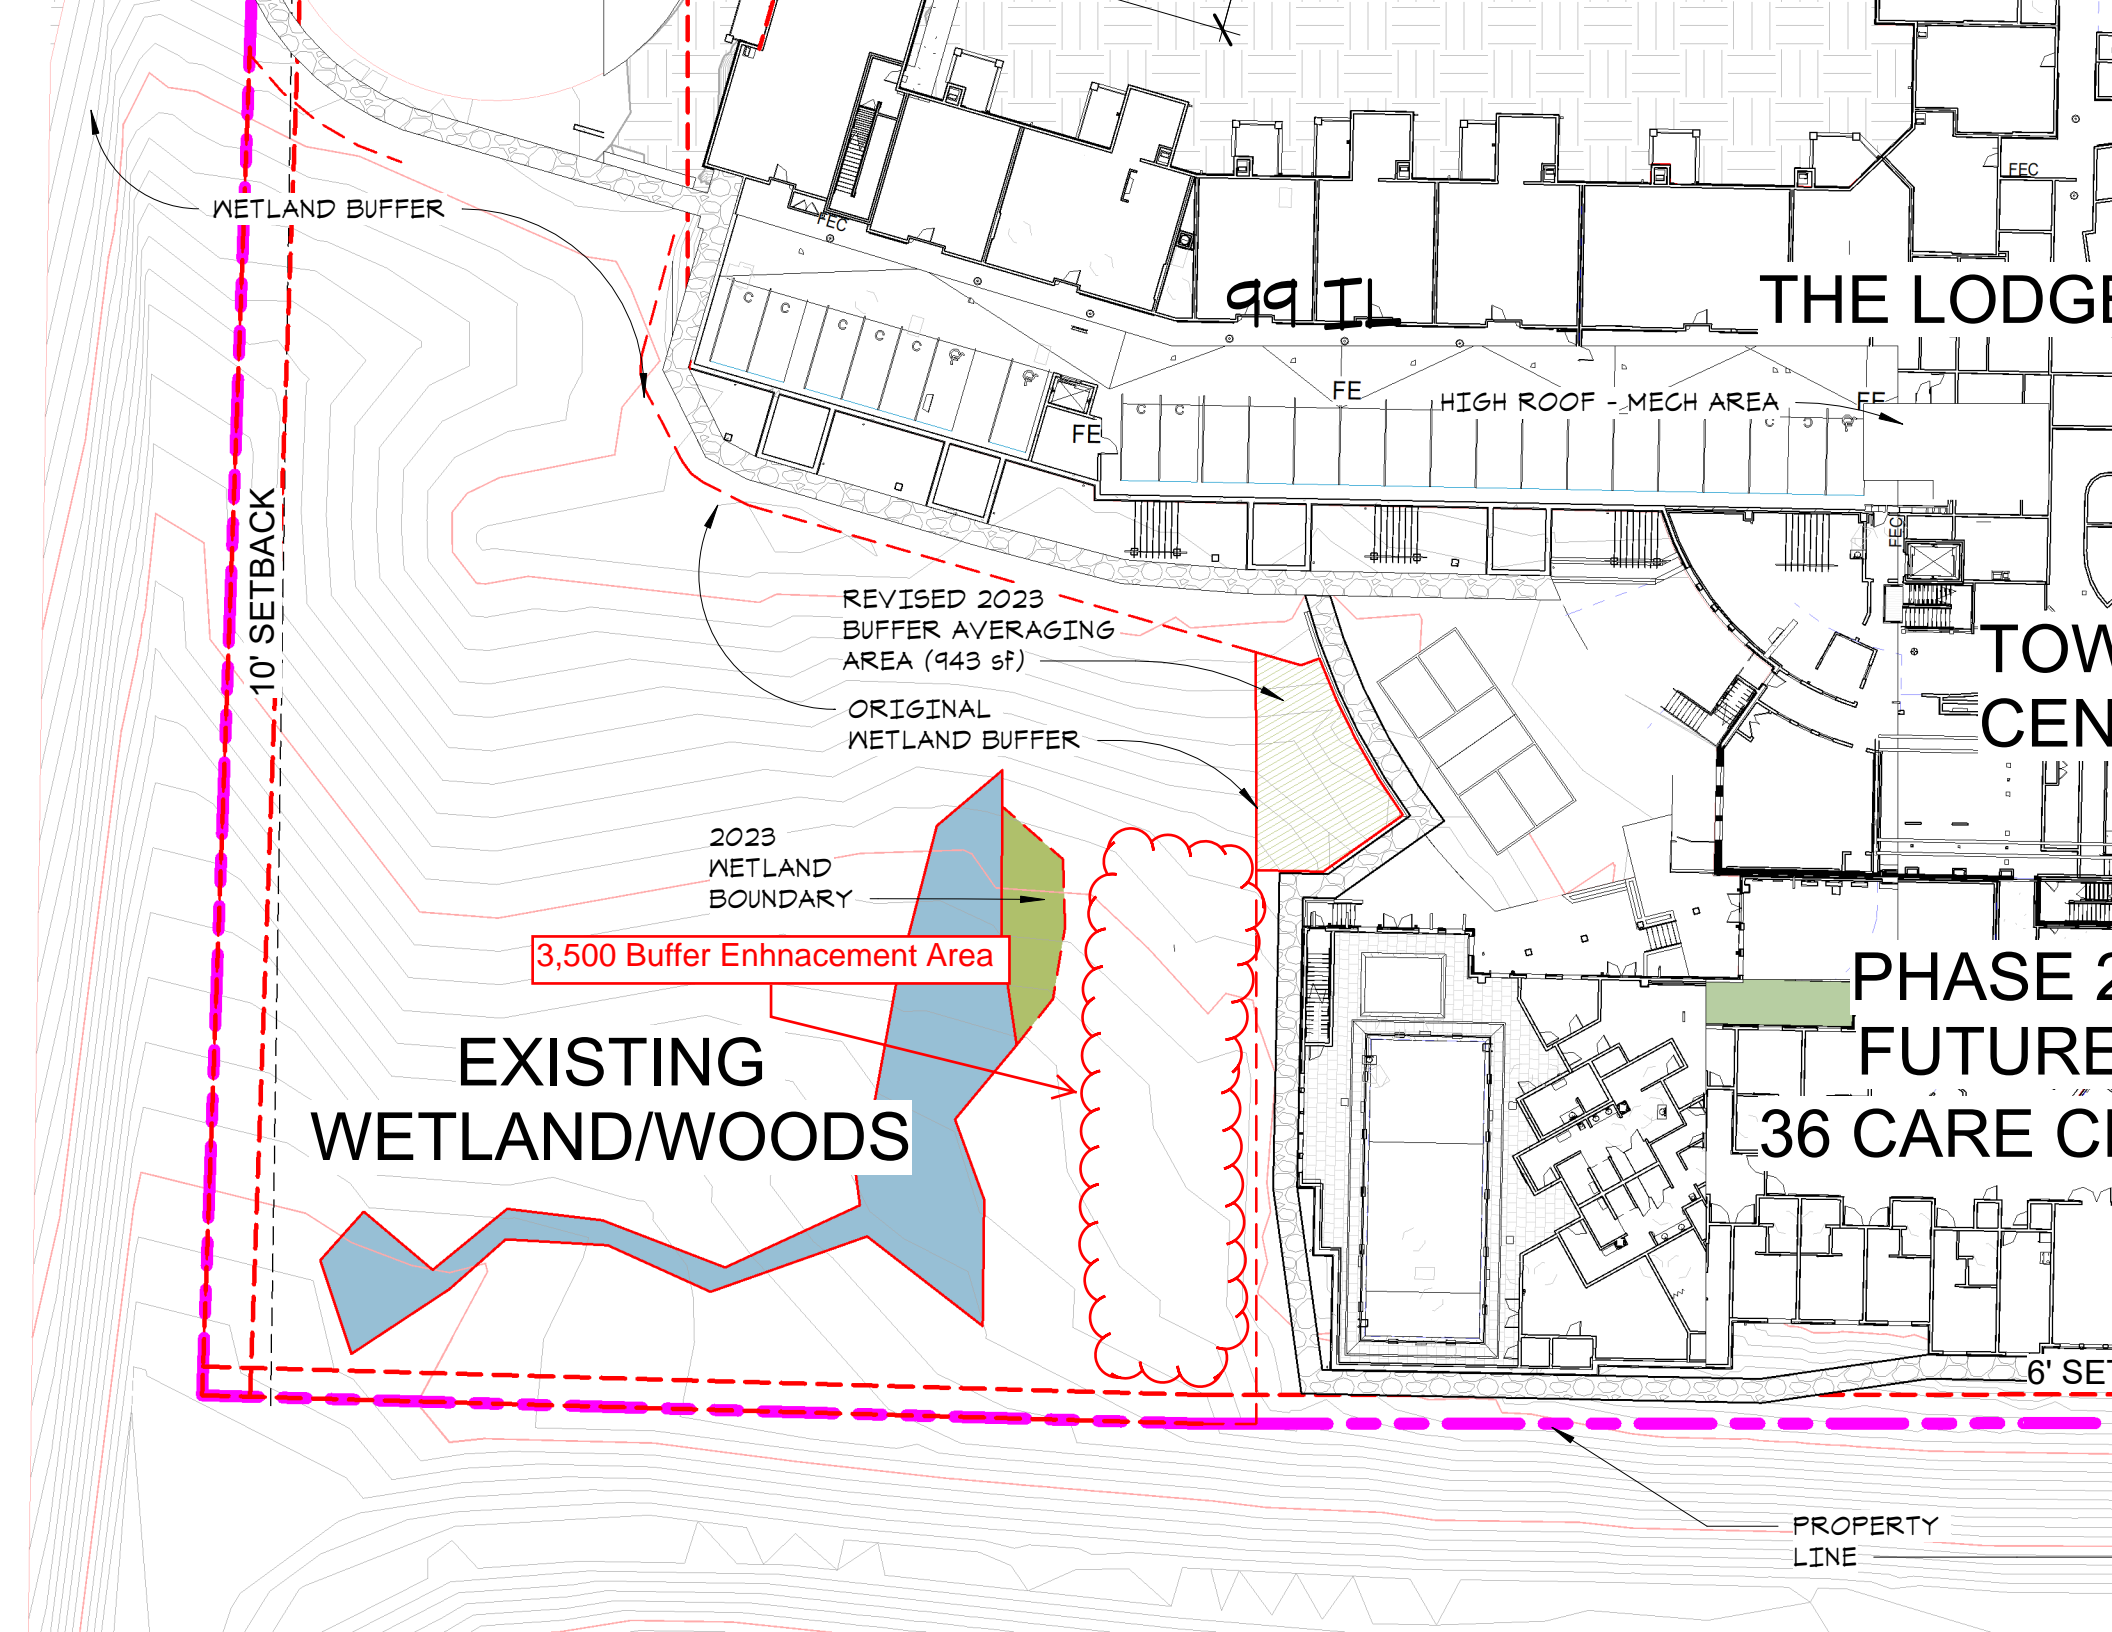 WETLAND BUFFER
FEC
FEC
99 IL
THE LODGE
FE
HIGH ROOF - MECH AREA
FE
FE
10' SETBACK
FEC
REVISED 2023
BUFFER AVERAGING
AREA (943 sf)
ORIGINAL
WETLAND BUFFER
TOW
CEN
2023
WETLAND
BOUNDARY
3,500 Buffer Enhnacement Area
EXISTING
WETLAND/WOODS
PHASE 2
FUTURE
36 CARE C
6' SET
PROPERTY
LINE